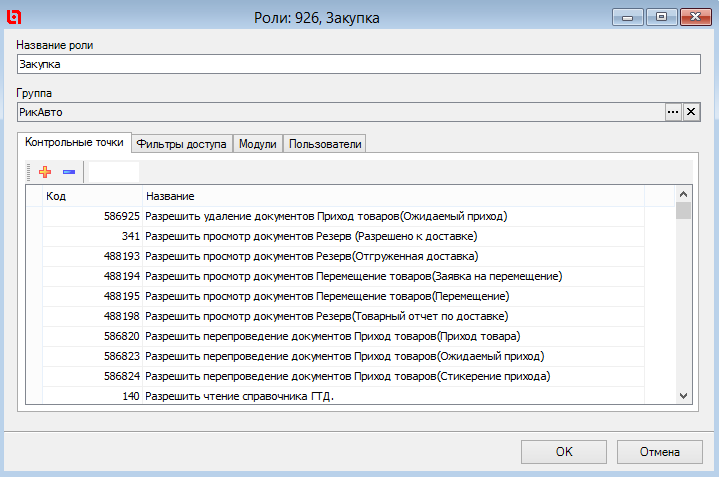 Роли: 926, Закупка
Название роли
Закупка
Группа
РикАвто
Контрольные точки Фильтры доступа Модули Пользователи
Код Название
586925 Разрешить удаление документов Приход товаров(Ожидаемый приход)
341 Разрешить просмотр документов Резерв (Разрешено к доставке)
488193 Разрешить просмотр документов Резерв(Отгруженная доставка)
488194 Разрешить просмотр документов Перемещение товаров(Заявка на перемещение)
488195 Разрешить просмотр документов Перемещение товаров(Перемещение)
488198 Разрешить просмотр документов Резерв(Товарный отчет по доставке)
586820 Разрешить перепроведение документов Приход товаров(Приход товара)
586823 Разрешить перепроведение документов Приход товаров(Ожидаемый приход)
586824 Разрешить перепроведение документов Приход товаров(Стикерение прихода)
140 Разрешить чтение справочника ГТД.
OK Отмена